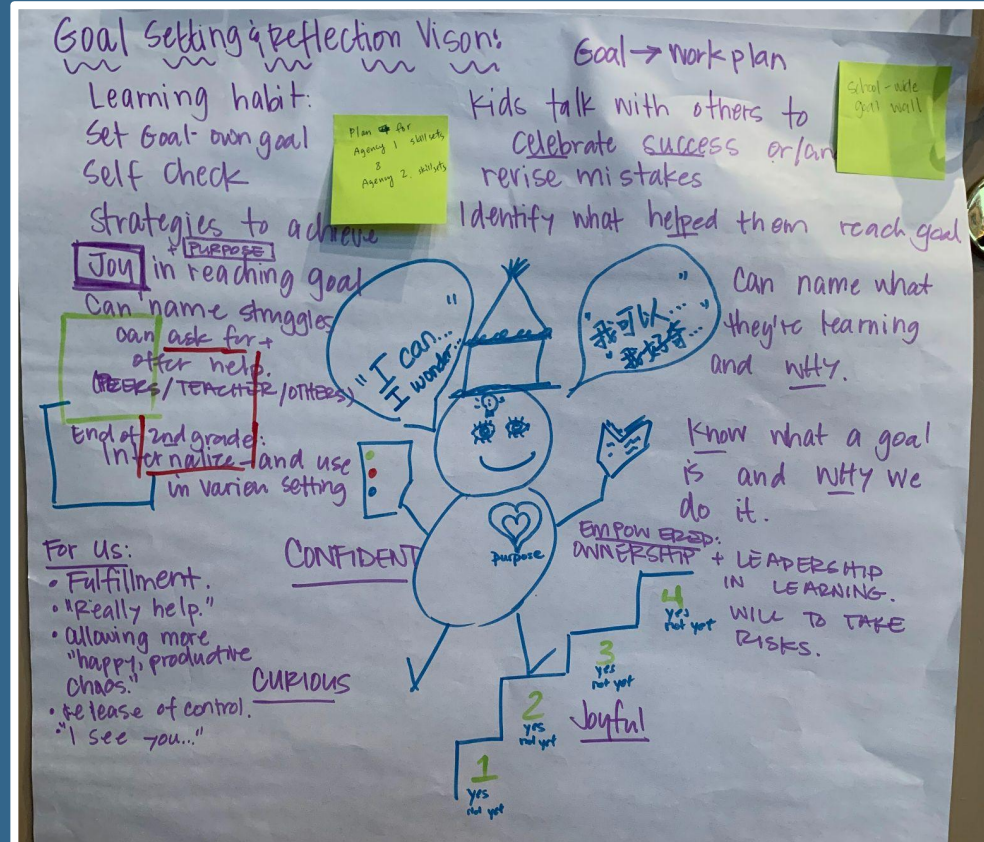 Goal Setting & Reflection Vison:
Learning habit:
Set Goal - own goal
Self check
Strategies to achieve
+ PURPOSE
Joy in reaching goal
Can name struggles
can ask for +
offer help.
(PEERS/TEACHER/OTHERS)
End of 2nd grade:
Internalize - and use
in varien setting
Plan for
Agency 1 skillsets
&
Agency 2. skillsets
Goal → work plan
Kids talk with others to
celebrate success or/an
revise mistakes
Identify what helped them reach goal
School-wide
goal wall
Can name what
they're learning
and WHY.
Know what a goal
is and WHY we
do it.
EMPOWERED:
OWNERSHIP + LEADERSHIP
IN LEARNING.
WILL TO TAKE
RISKS.
"I can...
I wonder..."
"我可以...
我好奇..."
purpose
CONFIDENT
CURIOUS
Joyful
For Us:
• Fulfillment.
• "Really help."
• allowing more
"happy, productive
chaos."
• release of control.
• "I see you..."
4
yes
not yet
3
yes
not yet
2
yes
not yet
1
yes
not yet